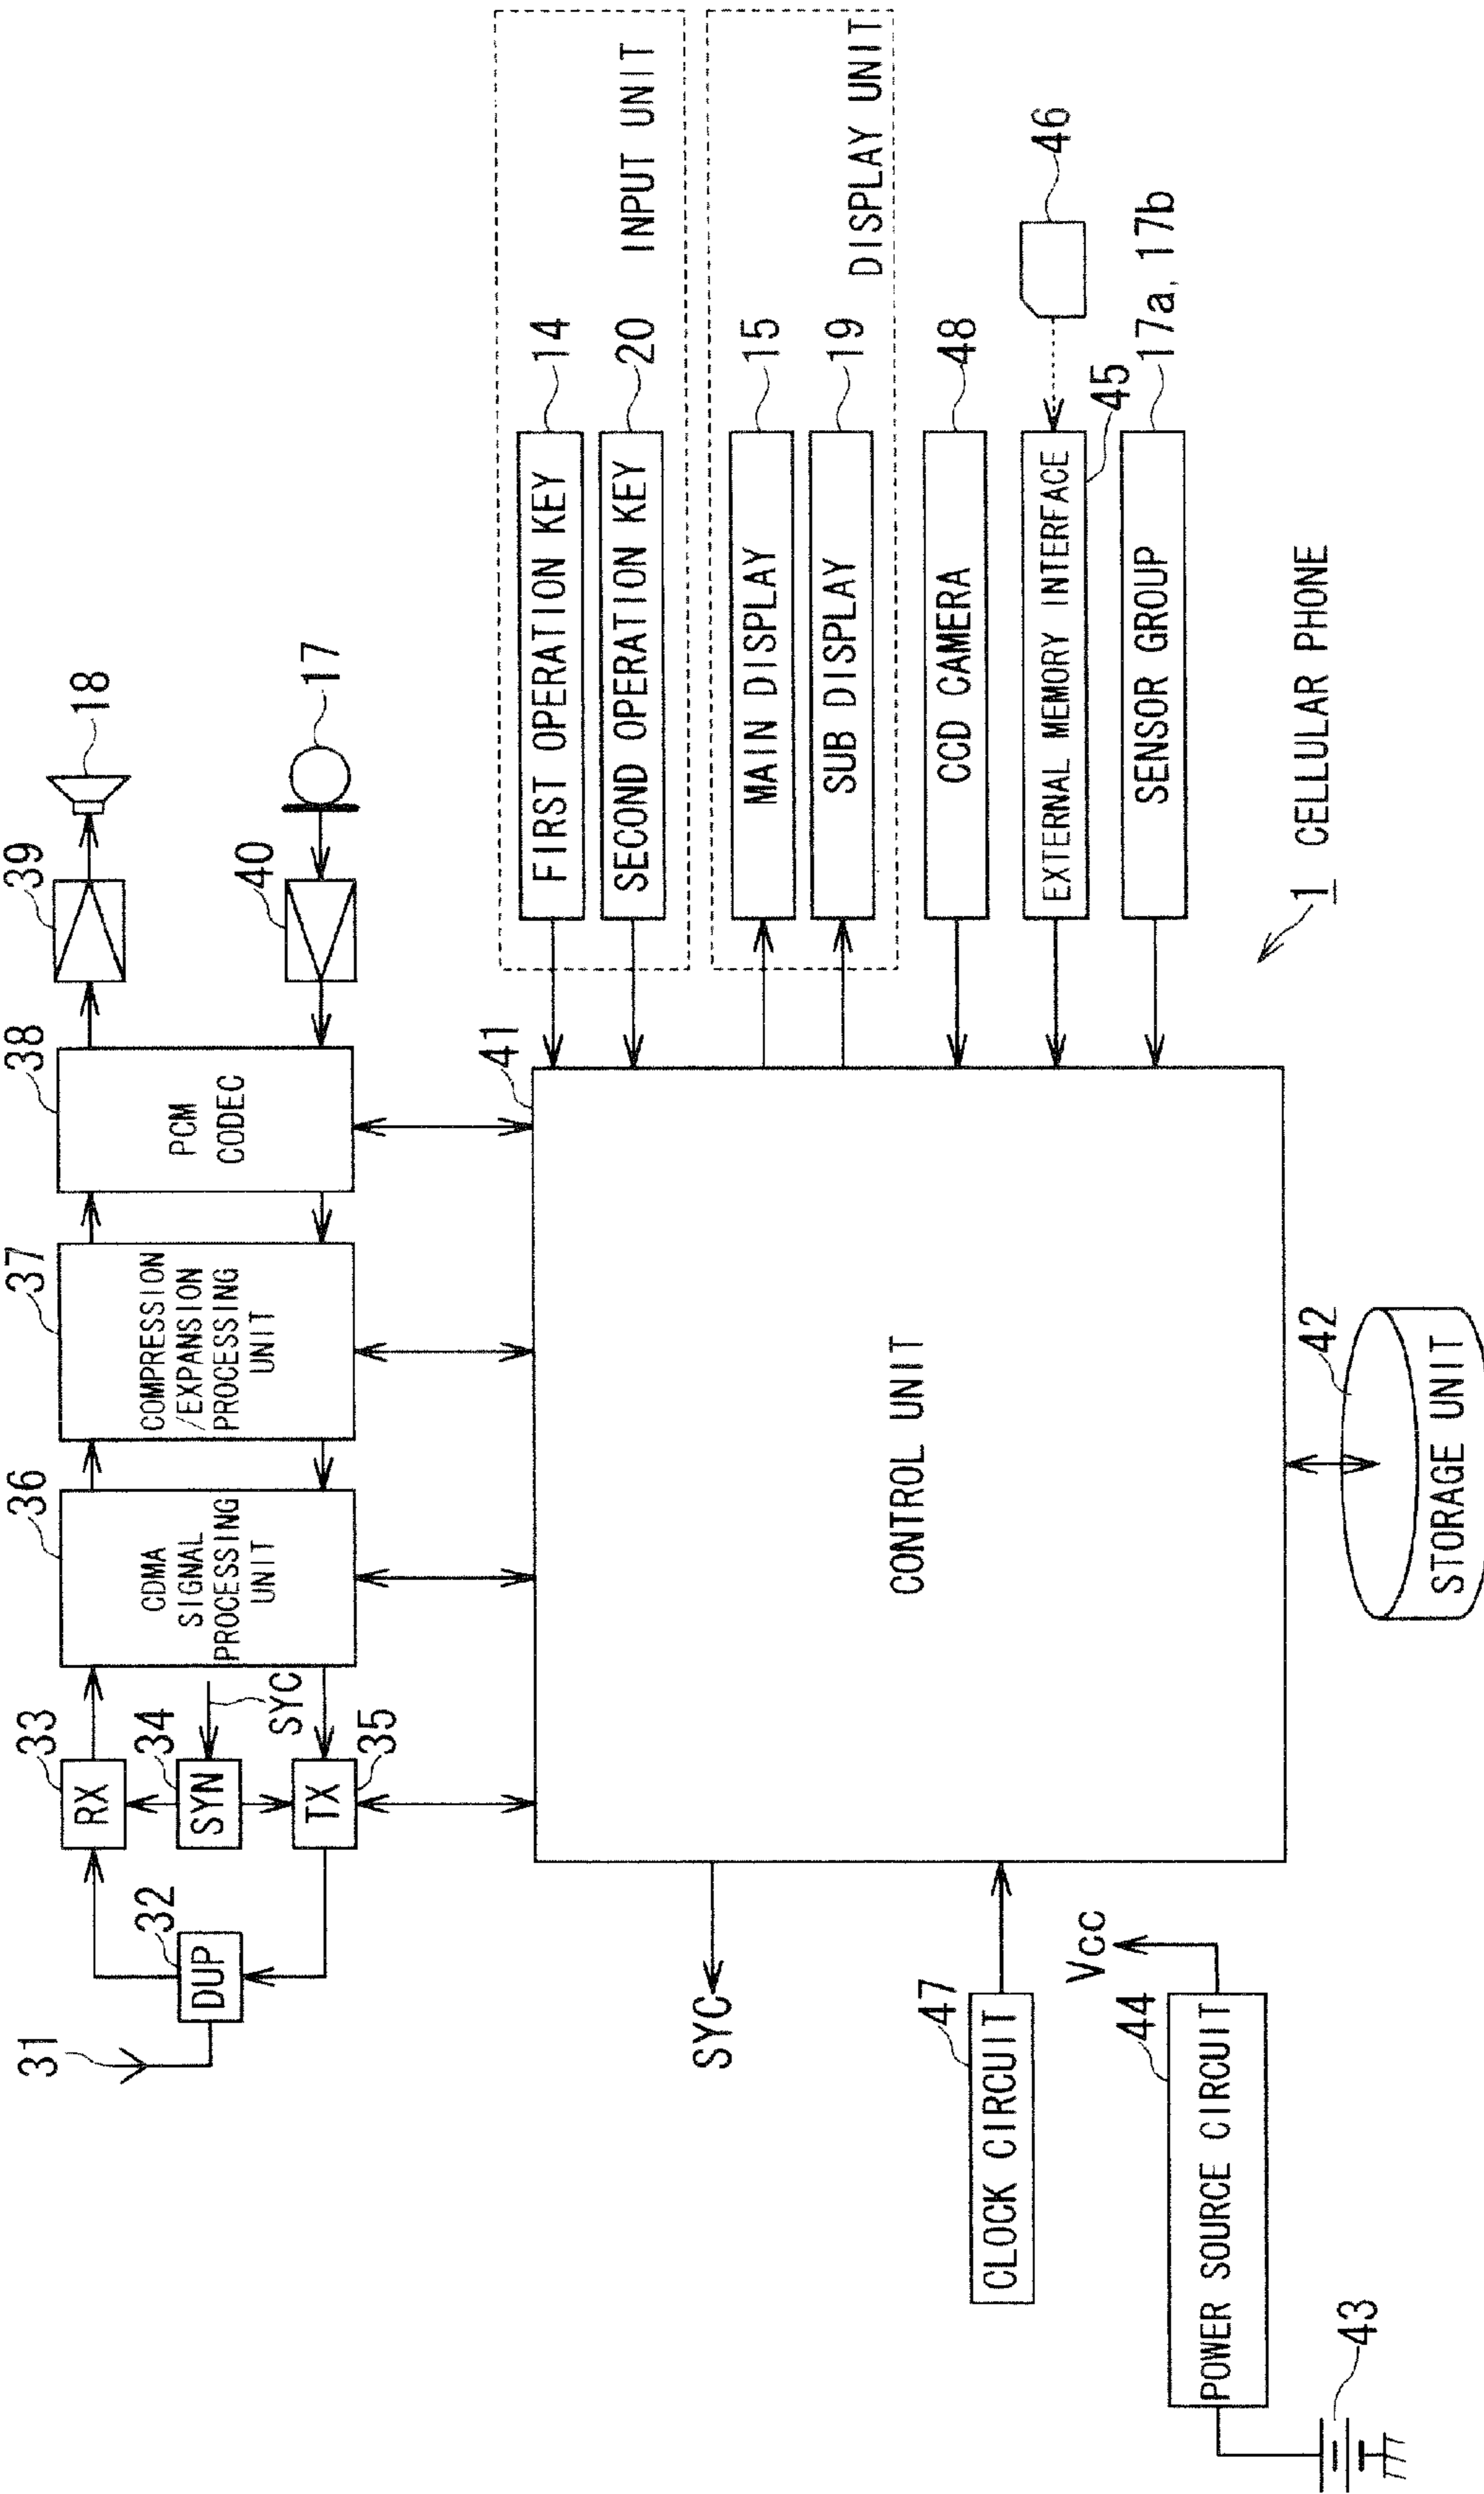 31
32
DUP
33
RX
34
SYN
SYC
35
TX
36
CDMA
SIGNAL
PROCESSING
UNIT
37
COMPRESSION
/EXPANSION
PROCESSING
UNIT
38
PCM
CODEC
39
18
40
17
41
CONTROL UNIT
SYC
47
CLOCK CIRCUIT
Vcc
44
POWER SOURCE CIRCUIT
43
42
STORAGE UNIT
FIRST OPERATION KEY
14
SECOND OPERATION KEY
20
INPUT UNIT
MAIN DISPLAY
15
SUB DISPLAY
19
DISPLAY UNIT
CCD CAMERA
48
EXTERNAL MEMORY INTERFACE
45
46
SENSOR GROUP
17a, 17b
1 CELLULAR PHONE